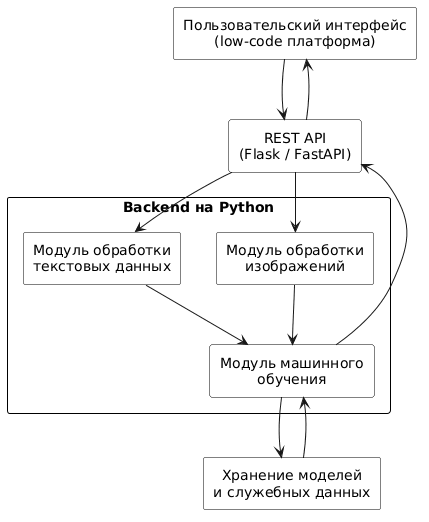 Пользовательский интерфейс
(low-code платформа)
REST API
(Flask / FastAPI)
Backend на Python
Модуль обработки
текстовых данных
Модуль обработки
изображений
Модуль машинного
обучения
Хранение моделей
и служебных данных